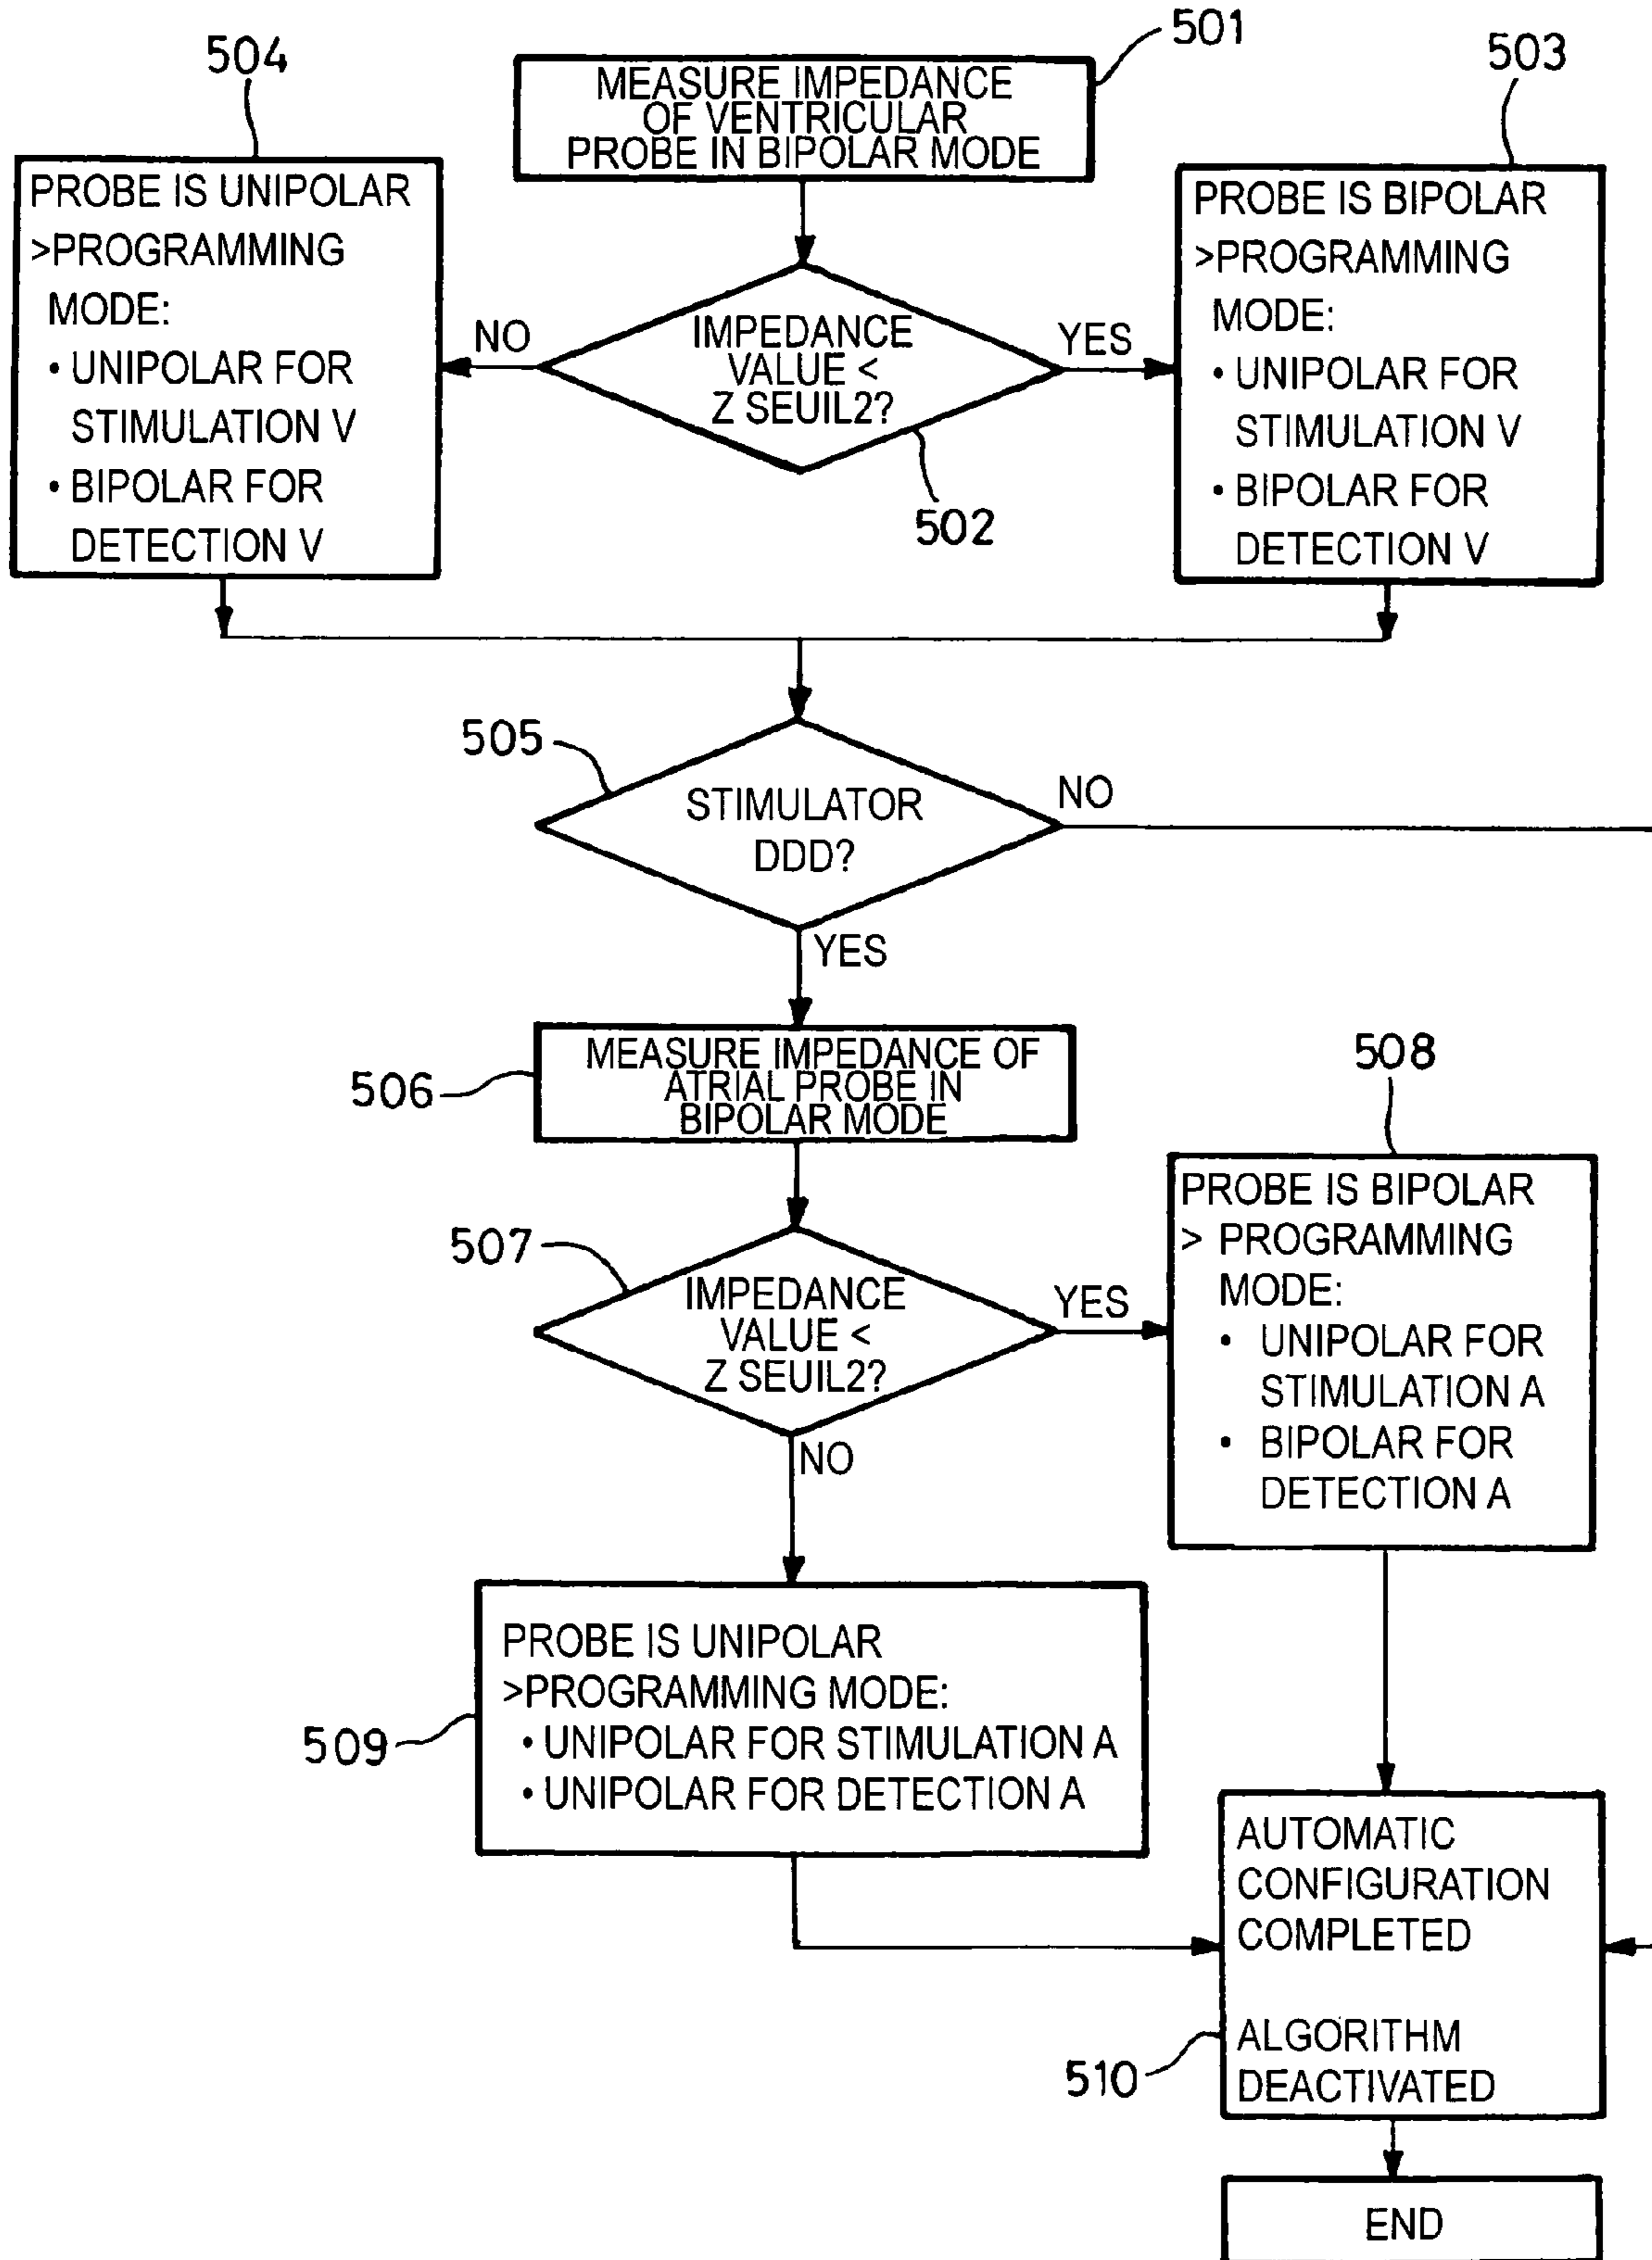 501
MEASURE IMPEDANCE
OF VENTRICULAR
PROBE IN BIPOLAR MODE
504
PROBE IS UNIPOLAR
>PROGRAMMING
MODE:
• UNIPOLAR FOR
STIMULATION V
• BIPOLAR FOR
DETECTION V
NO
IMPEDANCE
VALUE <
Z SEUIL2?
502
YES
503
PROBE IS BIPOLAR
>PROGRAMMING
MODE:
• UNIPOLAR FOR
STIMULATION V
• BIPOLAR FOR
DETECTION V
505
STIMULATOR
DDD?
NO
YES
506
MEASURE IMPEDANCE OF
ATRIAL PROBE IN
BIPOLAR MODE
507
IMPEDANCE
VALUE <
Z SEUIL2?
YES
NO
508
PROBE IS BIPOLAR
> PROGRAMMING
MODE:
• UNIPOLAR FOR
STIMULATION A
• BIPOLAR FOR
DETECTION A
509
PROBE IS UNIPOLAR
>PROGRAMMING MODE:
• UNIPOLAR FOR STIMULATION A
• UNIPOLAR FOR DETECTION A
510
AUTOMATIC
CONFIGURATION
COMPLETED
ALGORITHM
DEACTIVATED
END